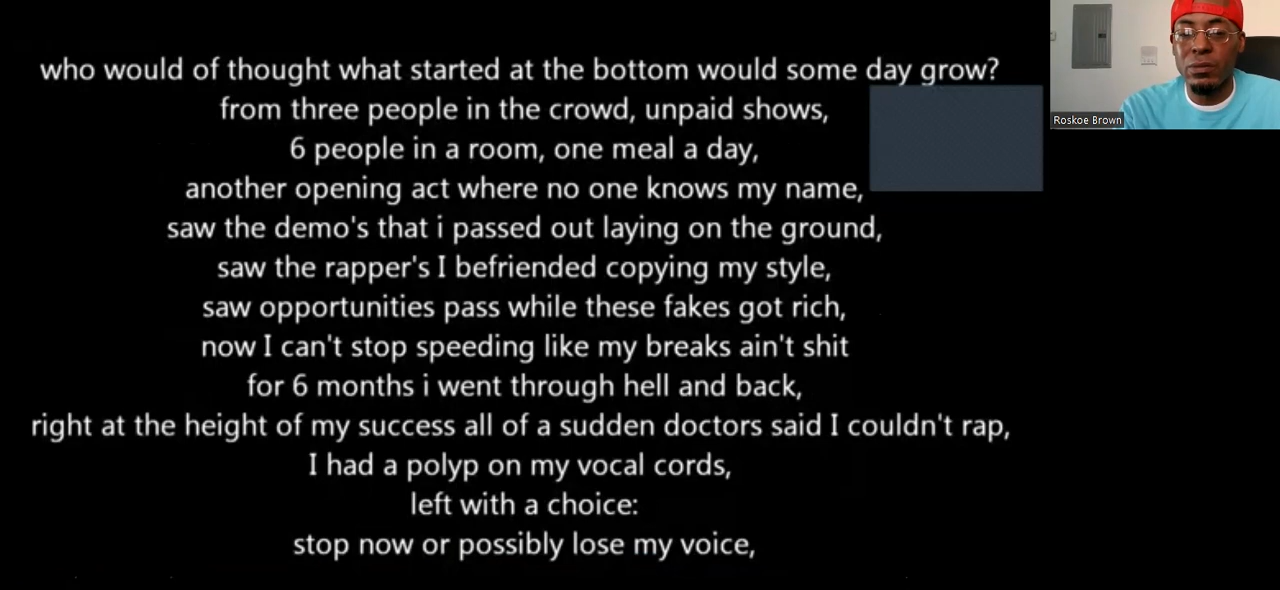 who would of thought what started at the bottom would some day grow?
from three people in the crowd, unpaid shows,
6 people in a room, one meal a day,
another opening act where no one knows my name,
saw the demo's that i passed out laying on the ground,
saw the rapper's I befriended copying my style,
saw opportunities pass while these fakes got rich,
now I can't stop speeding like my breaks ain't shit
for 6 months i went through hell and back,
right at the height of my success all of a sudden doctors said I couldn't rap,
I had a polyp on my vocal cords,
left with a choice:
stop now or possibly lose my voice,
Roskoe Brown